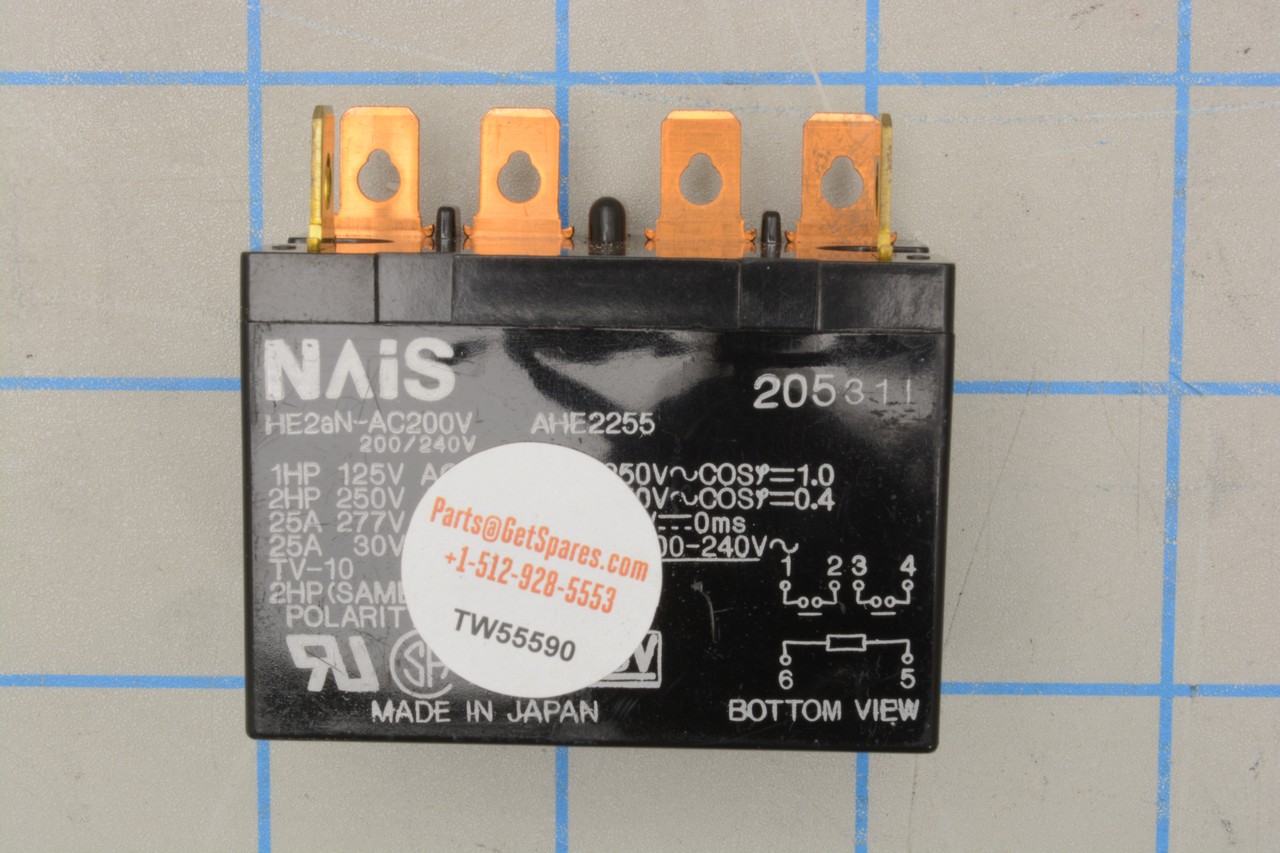 NAiS
205311
HE2aN-AC200V AHE2255
200/240V
1HP 125V 250V~COSφ=1.0
2HP 250V 0V~COSφ=0.4
25A 277V 0ms
25A 30V 00-240V~
TV-10
2HP(SAME
POLARIT
Parts@GetSpares.com
+1-512-928-5553
TW55590
1 2 3 4
6 5
MADE IN JAPAN
BOTTOM VIEW